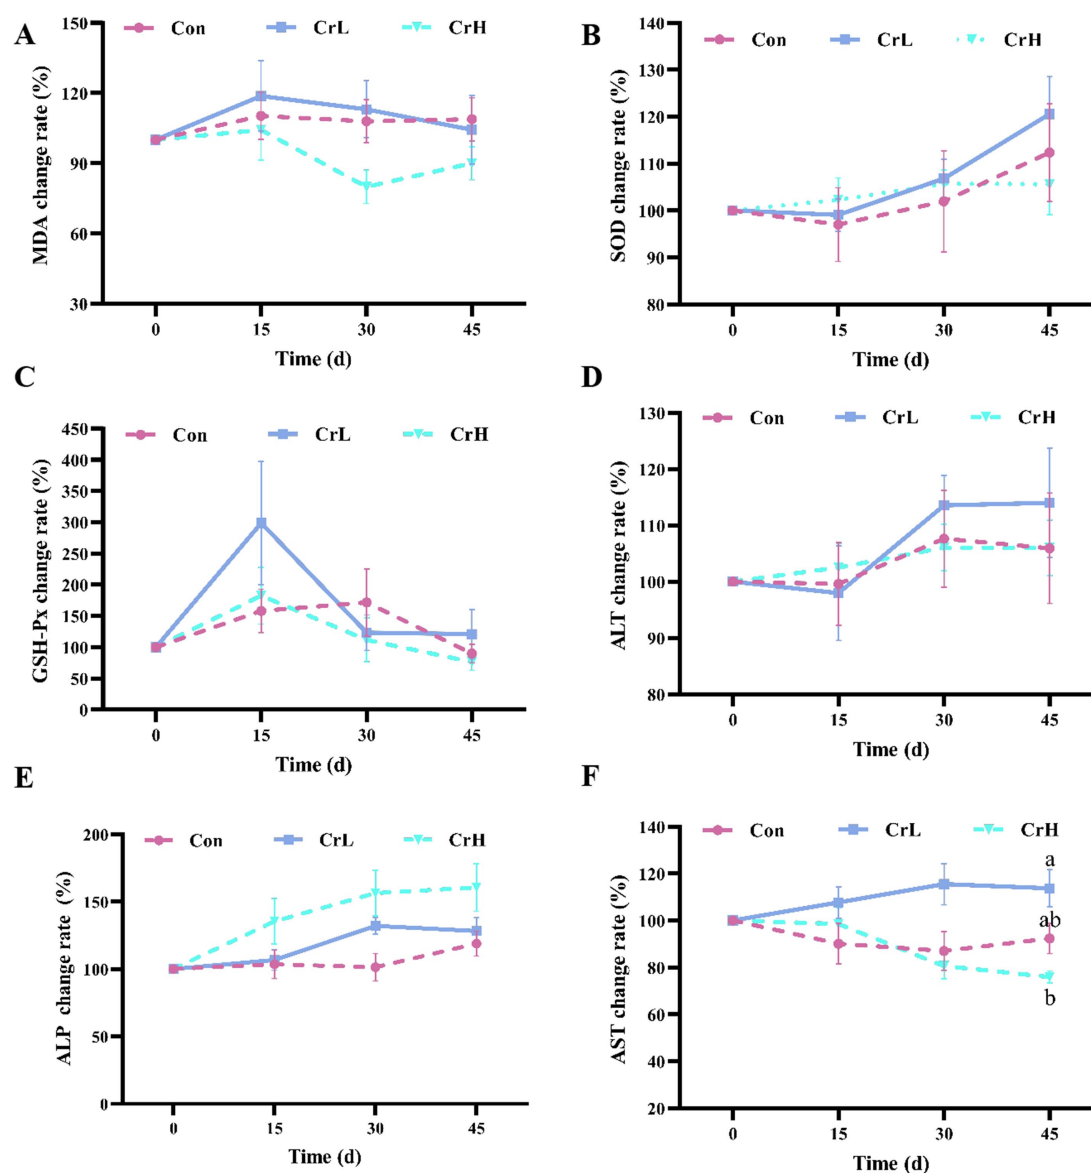 A
Con CrL CrH
MDA change rate (%)
150
120
90
60
30
0 15 30 45
Time (d)
B
Con CrL CrH
SOD change rate (%)
140
130
120
110
100
90
80
0 15 30 45
Time (d)
C
Con CrL CrH
GSH-Px change rate (%)
450
400
350
300
250
200
150
100
50
0
0 15 30 45
Time (d)
D
Con CrL CrH
ALT change rate (%)
130
120
110
100
90
80
0 15 30 45
Time (d)
E
Con CrL CrH
ALP change rate (%)
200
150
100
50
0
0 15 30 45
Time (d)
F
Con CrL CrH
AST change rate (%)
140
120
100
80
60
40
20
a
ab
b
0 15 30 45
Time (d)